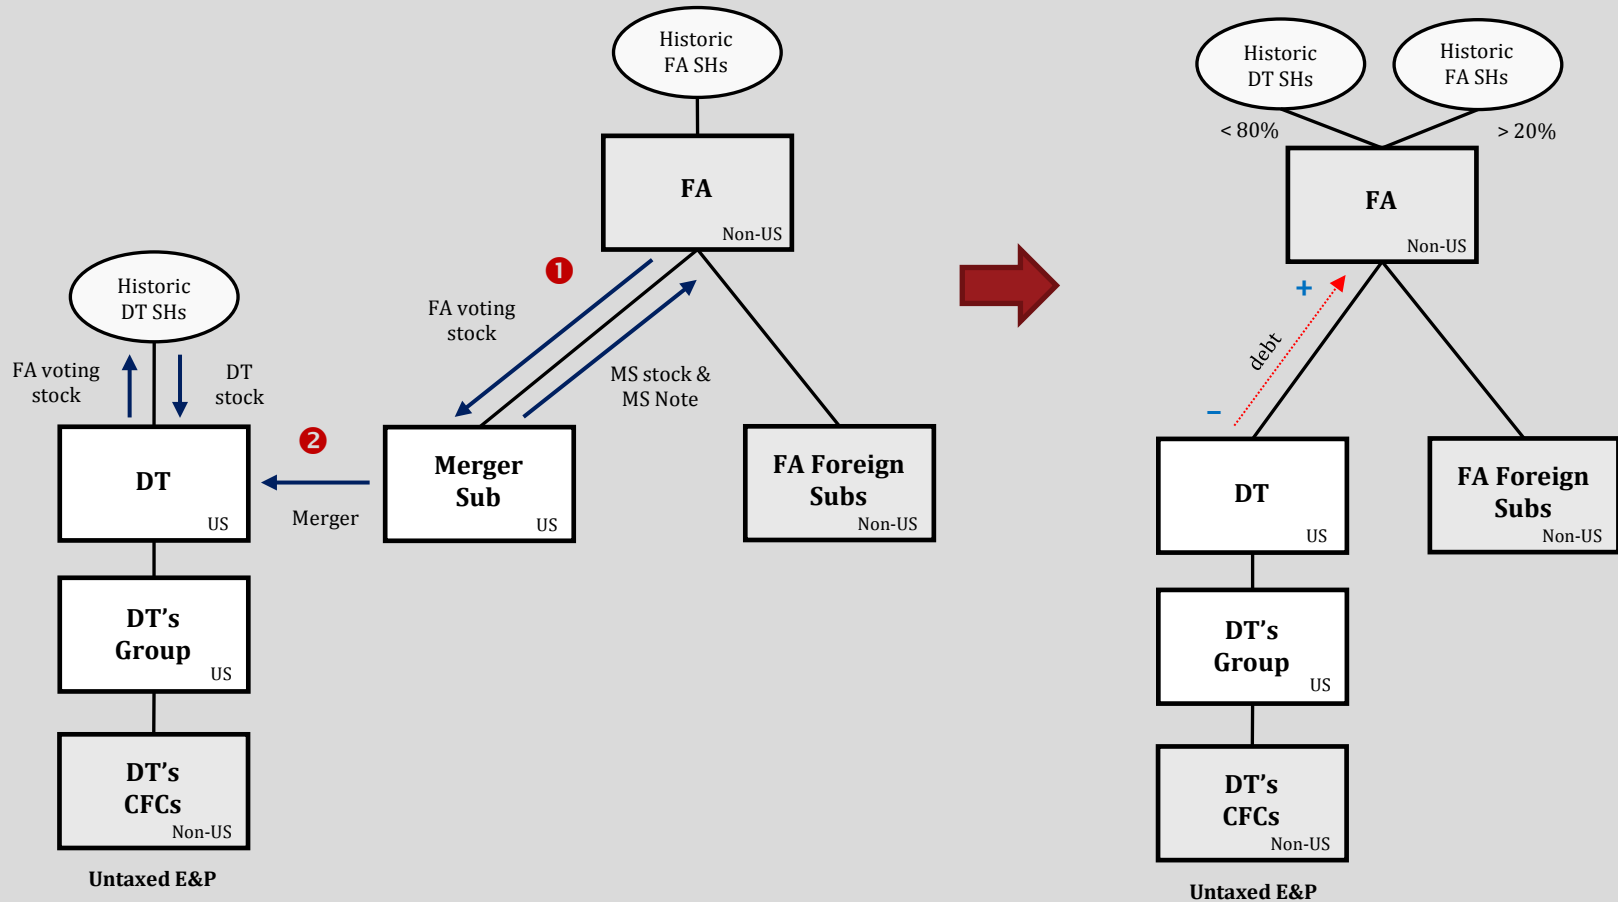 Historic
FA SHs
FA
Non-US
❶
FA voting
stock
MS stock &
MS Note
Historic
DT SHs
FA voting
stock
DT
stock
❷
Merger
DT
US
Merger
Sub
US
FA Foreign
Subs
Non-US
DT's
Group
US
DT's
CFCs
Non-US
Untaxed E&P
Historic
DT SHs
Historic
FA SHs
< 80%
> 20%
FA
Non-US
+
debt
−
DT
US
FA Foreign
Subs
Non-US
DT's
Group
US
DT's
CFCs
Non-US
Untaxed E&P